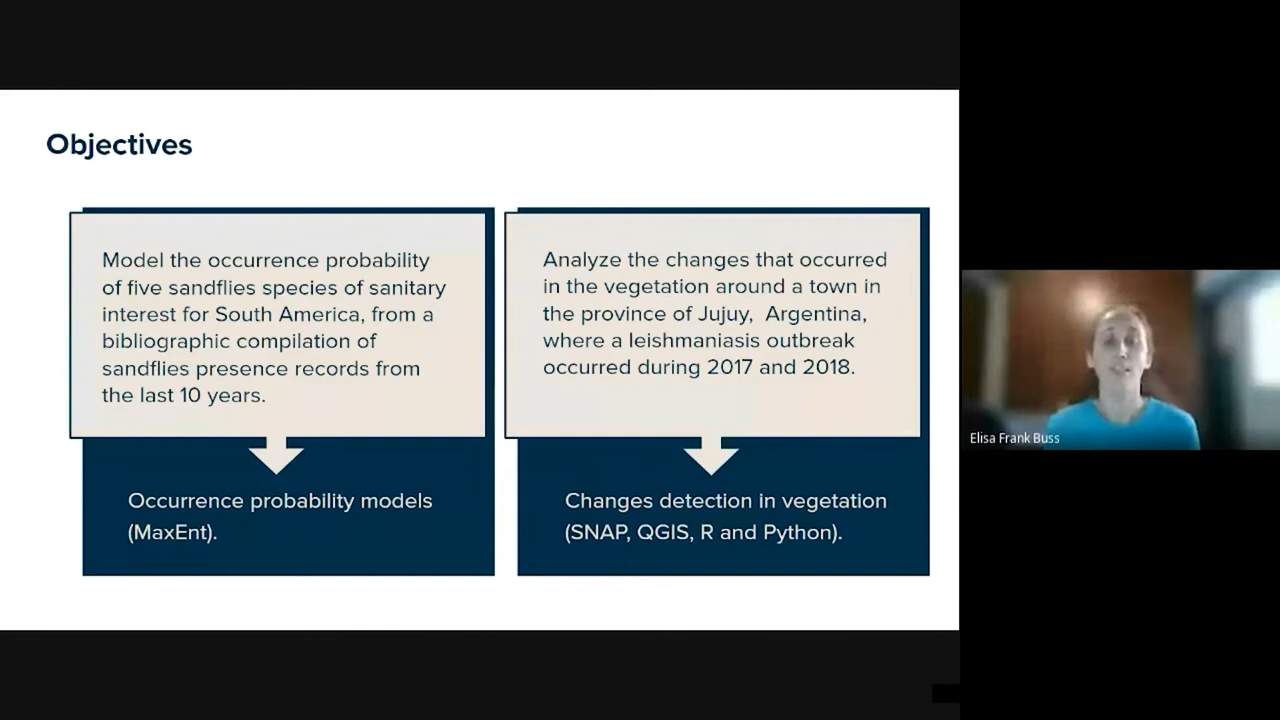 Objectives
Model the occurrence probability
of five sandflies species of sanitary
interest for South America, from a
bibliographic compilation of
sandflies presence records from
the last 10 years.
Occurrence probability models
(MaxEnt).
Analyze the changes that occurred
in the vegetation around a town in
the province of Jujuy, Argentina,
where a leishmaniasis outbreak
occurred during 2017 and 2018.
Changes detection in vegetation
(SNAP, QGIS, R and Python).
Elisa Frank Buss